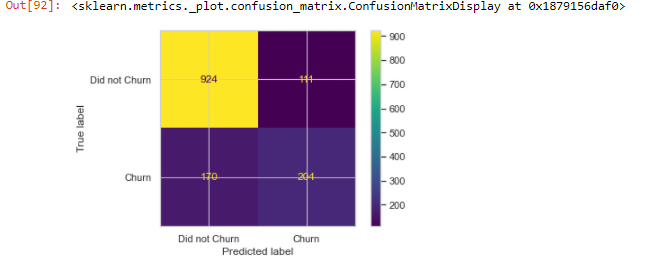 Out[92]: <sklearn.metrics._plot.confusion_matrix.ConfusionMatrixDisplay at 0x1879156daf0>
900
Did not Churn 924 111
800
700
600
True label
500
400
Churn 170 204
300
200
Did not Churn Churn
Predicted label